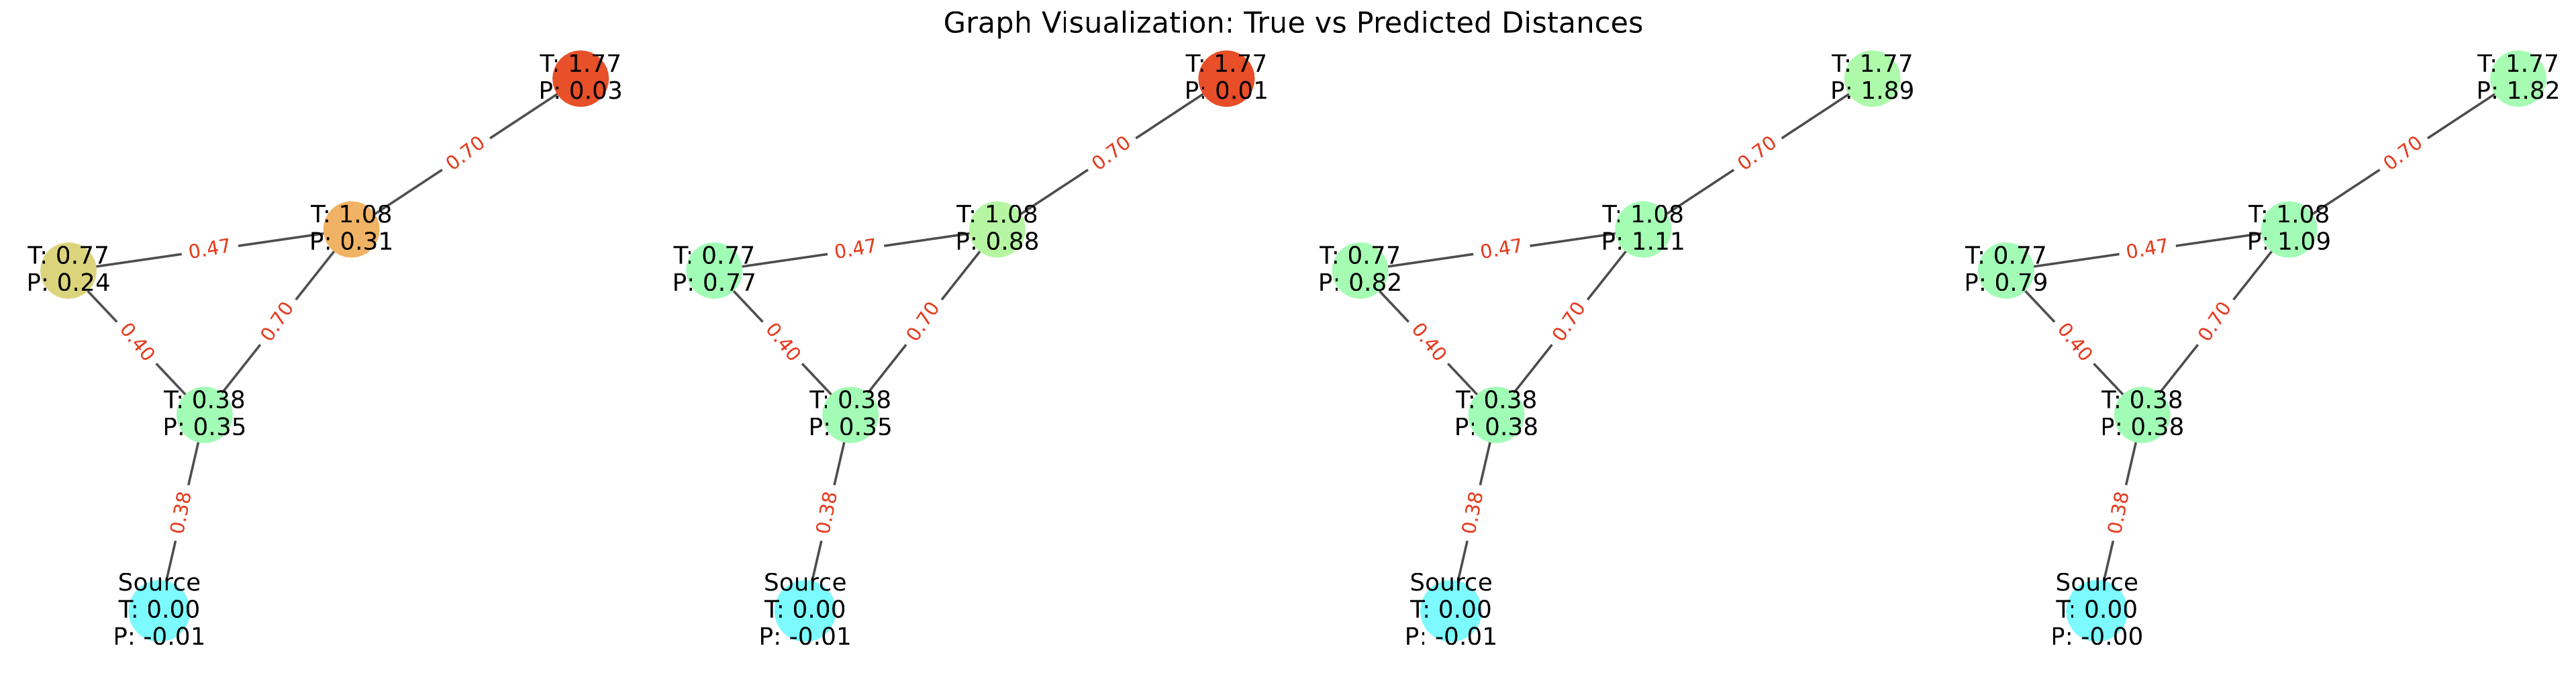 Graph Visualization: True vs Predicted Distances
T: 1.77
P: 0.03
0.70
T: 1.08
P: 0.31
0.47
T: 0.77
P: 0.24
0.70
0.40
T: 0.38
P: 0.35
0.38
Source
T: 0.00
P: -0.01
T: 1.77
P: 0.01
0.70
T: 1.08
P: 0.88
0.47
T: 0.77
P: 0.77
0.70
0.40
T: 0.38
P: 0.35
0.38
Source
T: 0.00
P: -0.01
T: 1.77
P: 1.89
0.70
T: 1.08
P: 1.11
0.47
T: 0.77
P: 0.82
0.70
0.40
T: 0.38
P: 0.38
0.38
Source
T: 0.00
P: -0.01
T: 1.77
P: 1.82
0.70
T: 1.08
P: 1.09
0.47
T: 0.77
P: 0.79
0.70
0.40
T: 0.38
P: 0.38
0.38
Source
T: 0.00
P: -0.00